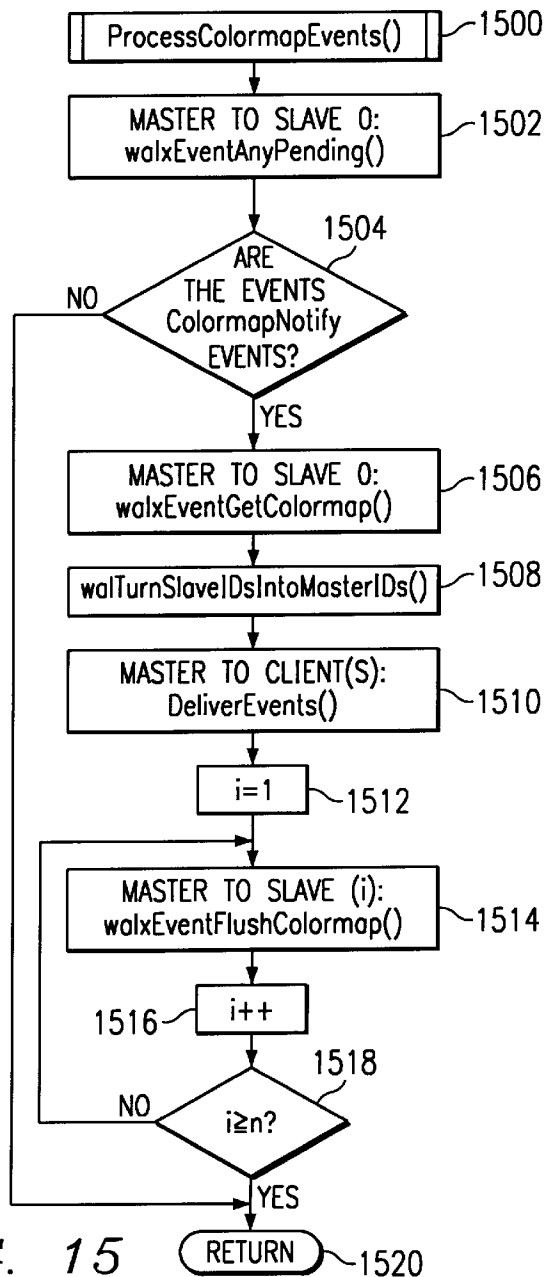 ProcessColormapEvents()
1500
MASTER TO SLAVE 0:
walxEventAnyPending()
1502
1504
ARE
THE EVENTS
ColormapNotify
EVENTS?
NO
YES
MASTER TO SLAVE 0:
walxEventGetColormap()
1506
walTurnSlaveIDsIntoMasterIDs()
1508
MASTER TO CLIENT(S):
DeliverEvents()
1510
i=1
1512
MASTER TO SLAVE (i):
walxEventFlushColormap()
1514
1516
i++
1518
NO
i≧n?
YES
15
RETURN
1520